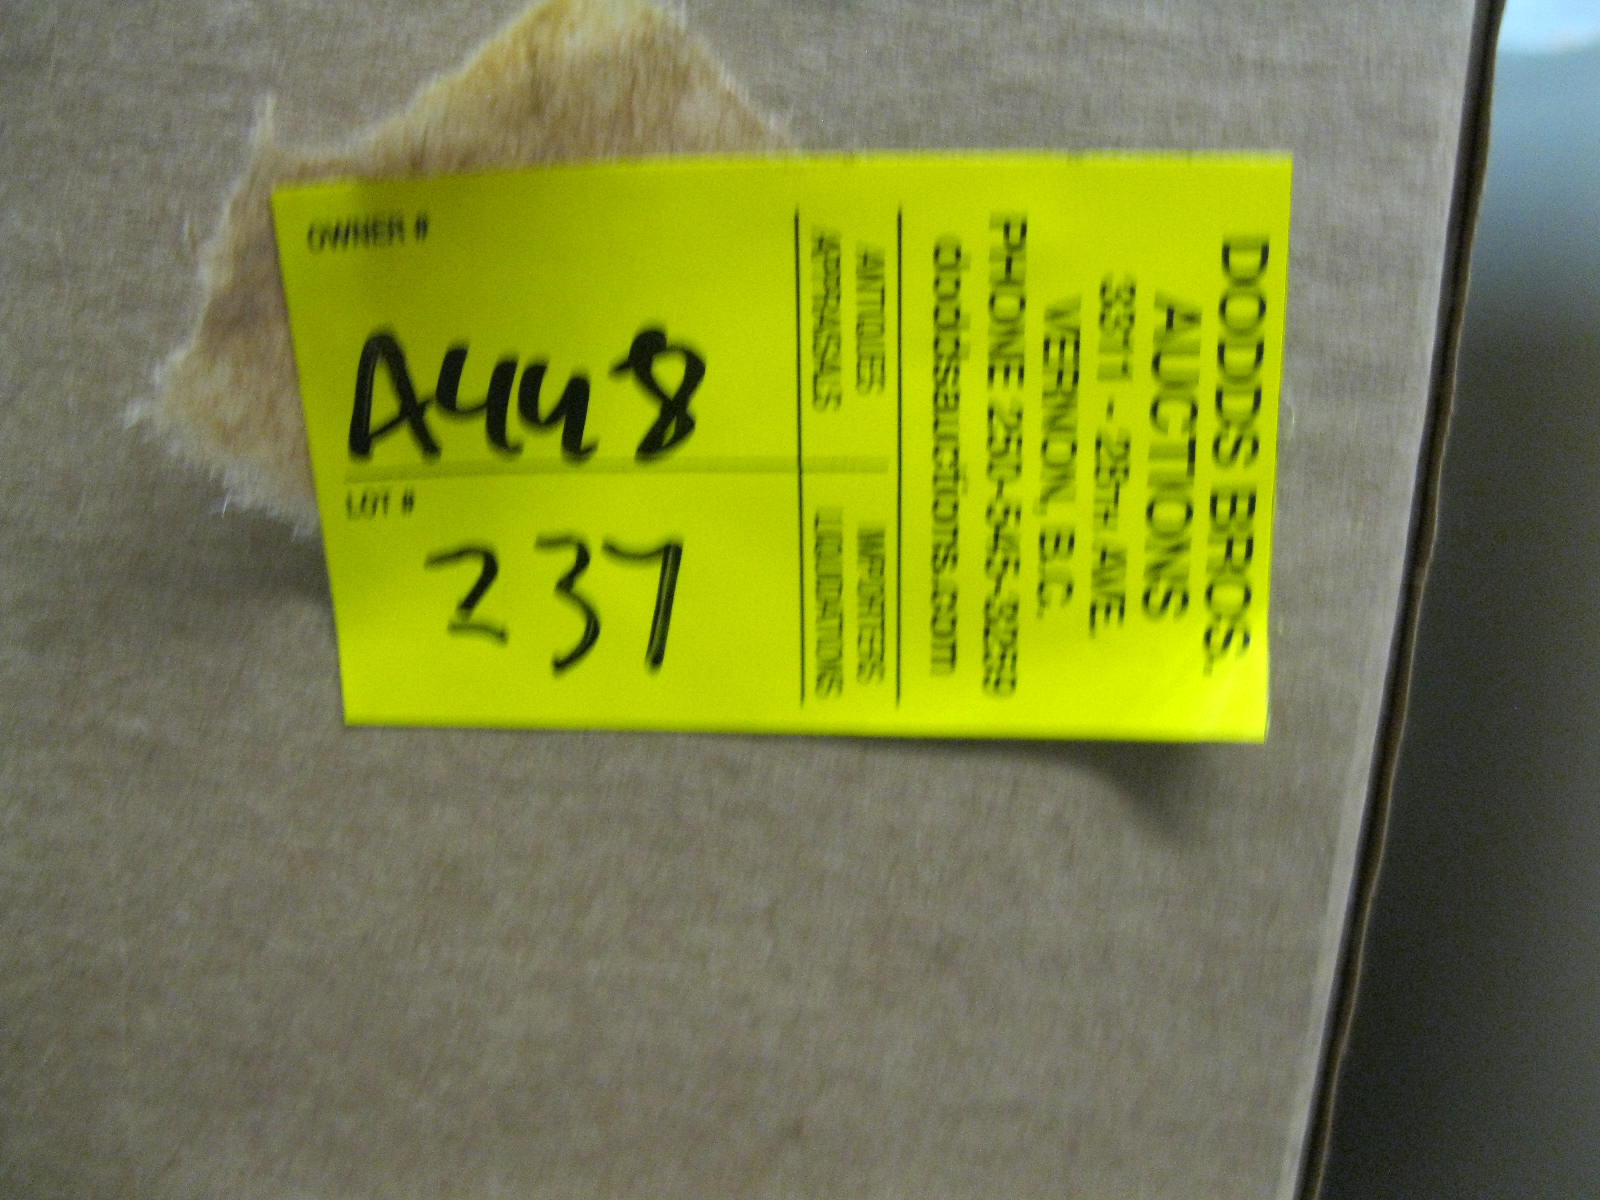 OWNER #
A448
LOT #
237
DODDS BROS.
AUCTIONS
3311 - 28TH AVE.
VERNON, B.C.
PHONE 250-545-3259
doddsauctions.com
ANTIQUES IMPORTERS
APPRAISALS LIQUIDATIONS